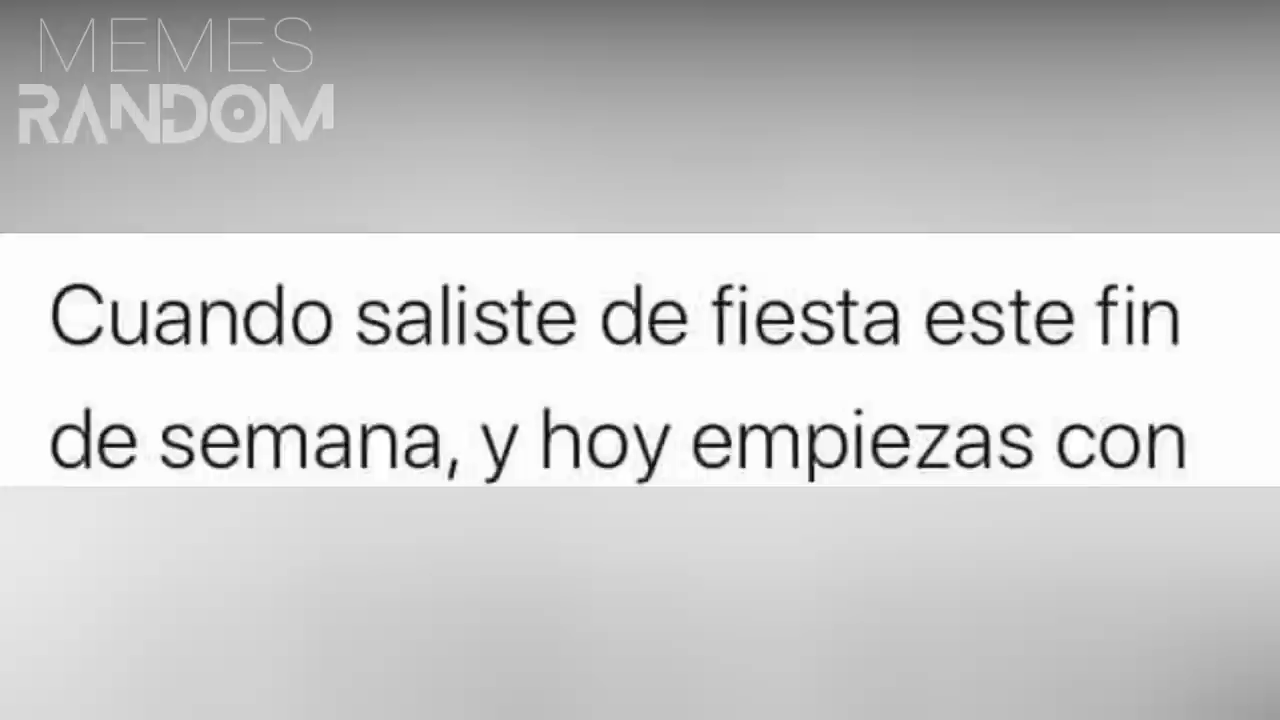 MEMES
RANDOM
Cuando saliste de fiesta este fin
de semana, y hoy empiezas con